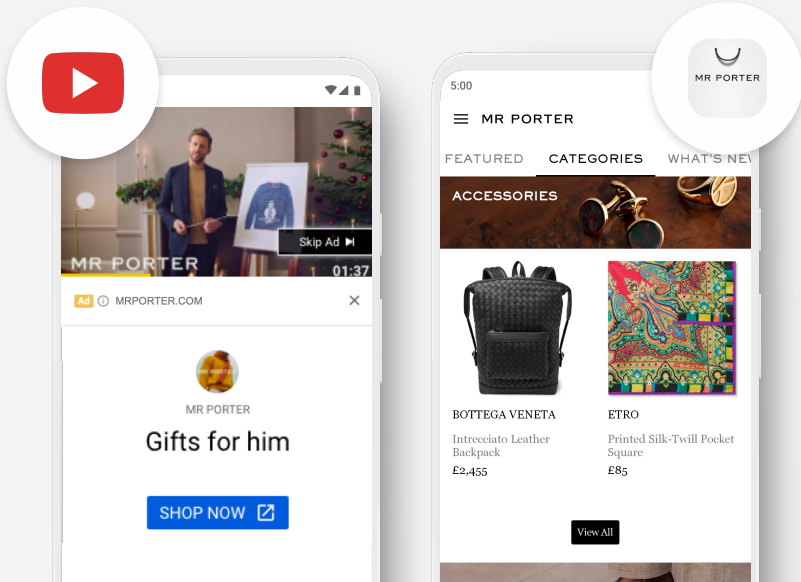 MR PORTER
Skip Ad
01:37
Ad MRPORTER.COM
MR PORTER
MR PORTER
Gifts for him
SHOP NOW
MR PORTER
5:00
MR PORTER
FEATURED CATEGORIES WHAT'S NEW
ACCESSORIES
BOTTEGA VENETA
Intrecciato Leather
Backpack
£2,455
ETRO
Printed Silk-Twill Pocket
Square
£85
View All